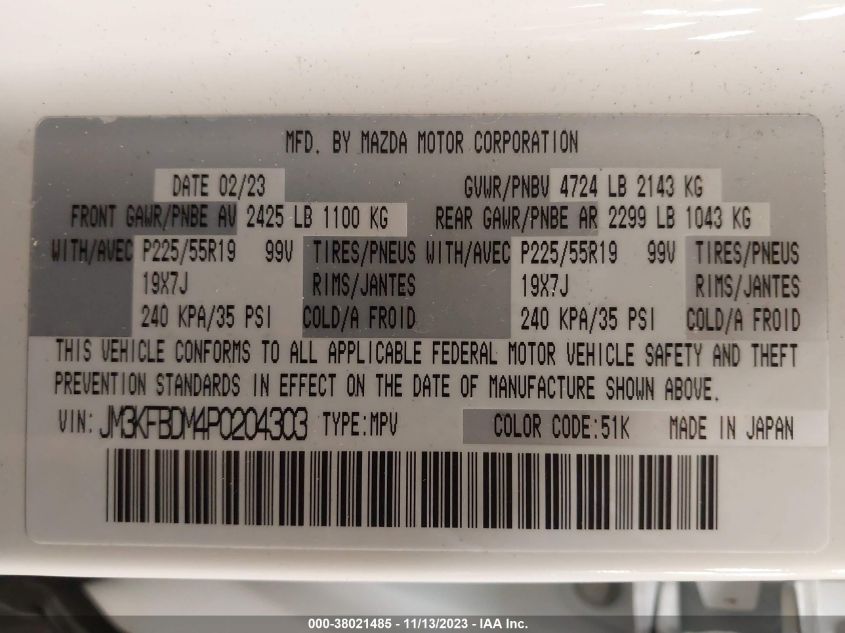 MFD. BY MAZDA MOTOR CORPORATION
DATE 02/23 GVWR/PNBV 4724 LB 2143 KG
FRONT GAWR/PNBE AV 2425 LB 1100 KG REAR GAWR/PNBE AR 2299 LB 1043 KG
WITH/AVEC P225/55R19 99V TIRES/PNEUS WITH/AVEC P225/55R19 99V TIRES/PNEUS
19X7J RIMS/JANTES 19X7J RIMS/JANTES
240 KPA/35 PSI COLD/A FROID 240 KPA/35 PSI COLD/A FROID
THIS VEHICLE CONFORMS TO ALL APPLICABLE FEDERAL MOTOR VEHICLE SAFETY AND THEFT
PREVENTION STANDARDS IN EFFECT ON THE DATE OF MANUFACTURE SHOWN ABOVE.
VIN: JM3KFBDM4P0204303 TYPE:MPV COLOR CODE:51K MADE IN JAPAN
000-38021485 - 11/13/2023 - IAA Inc.